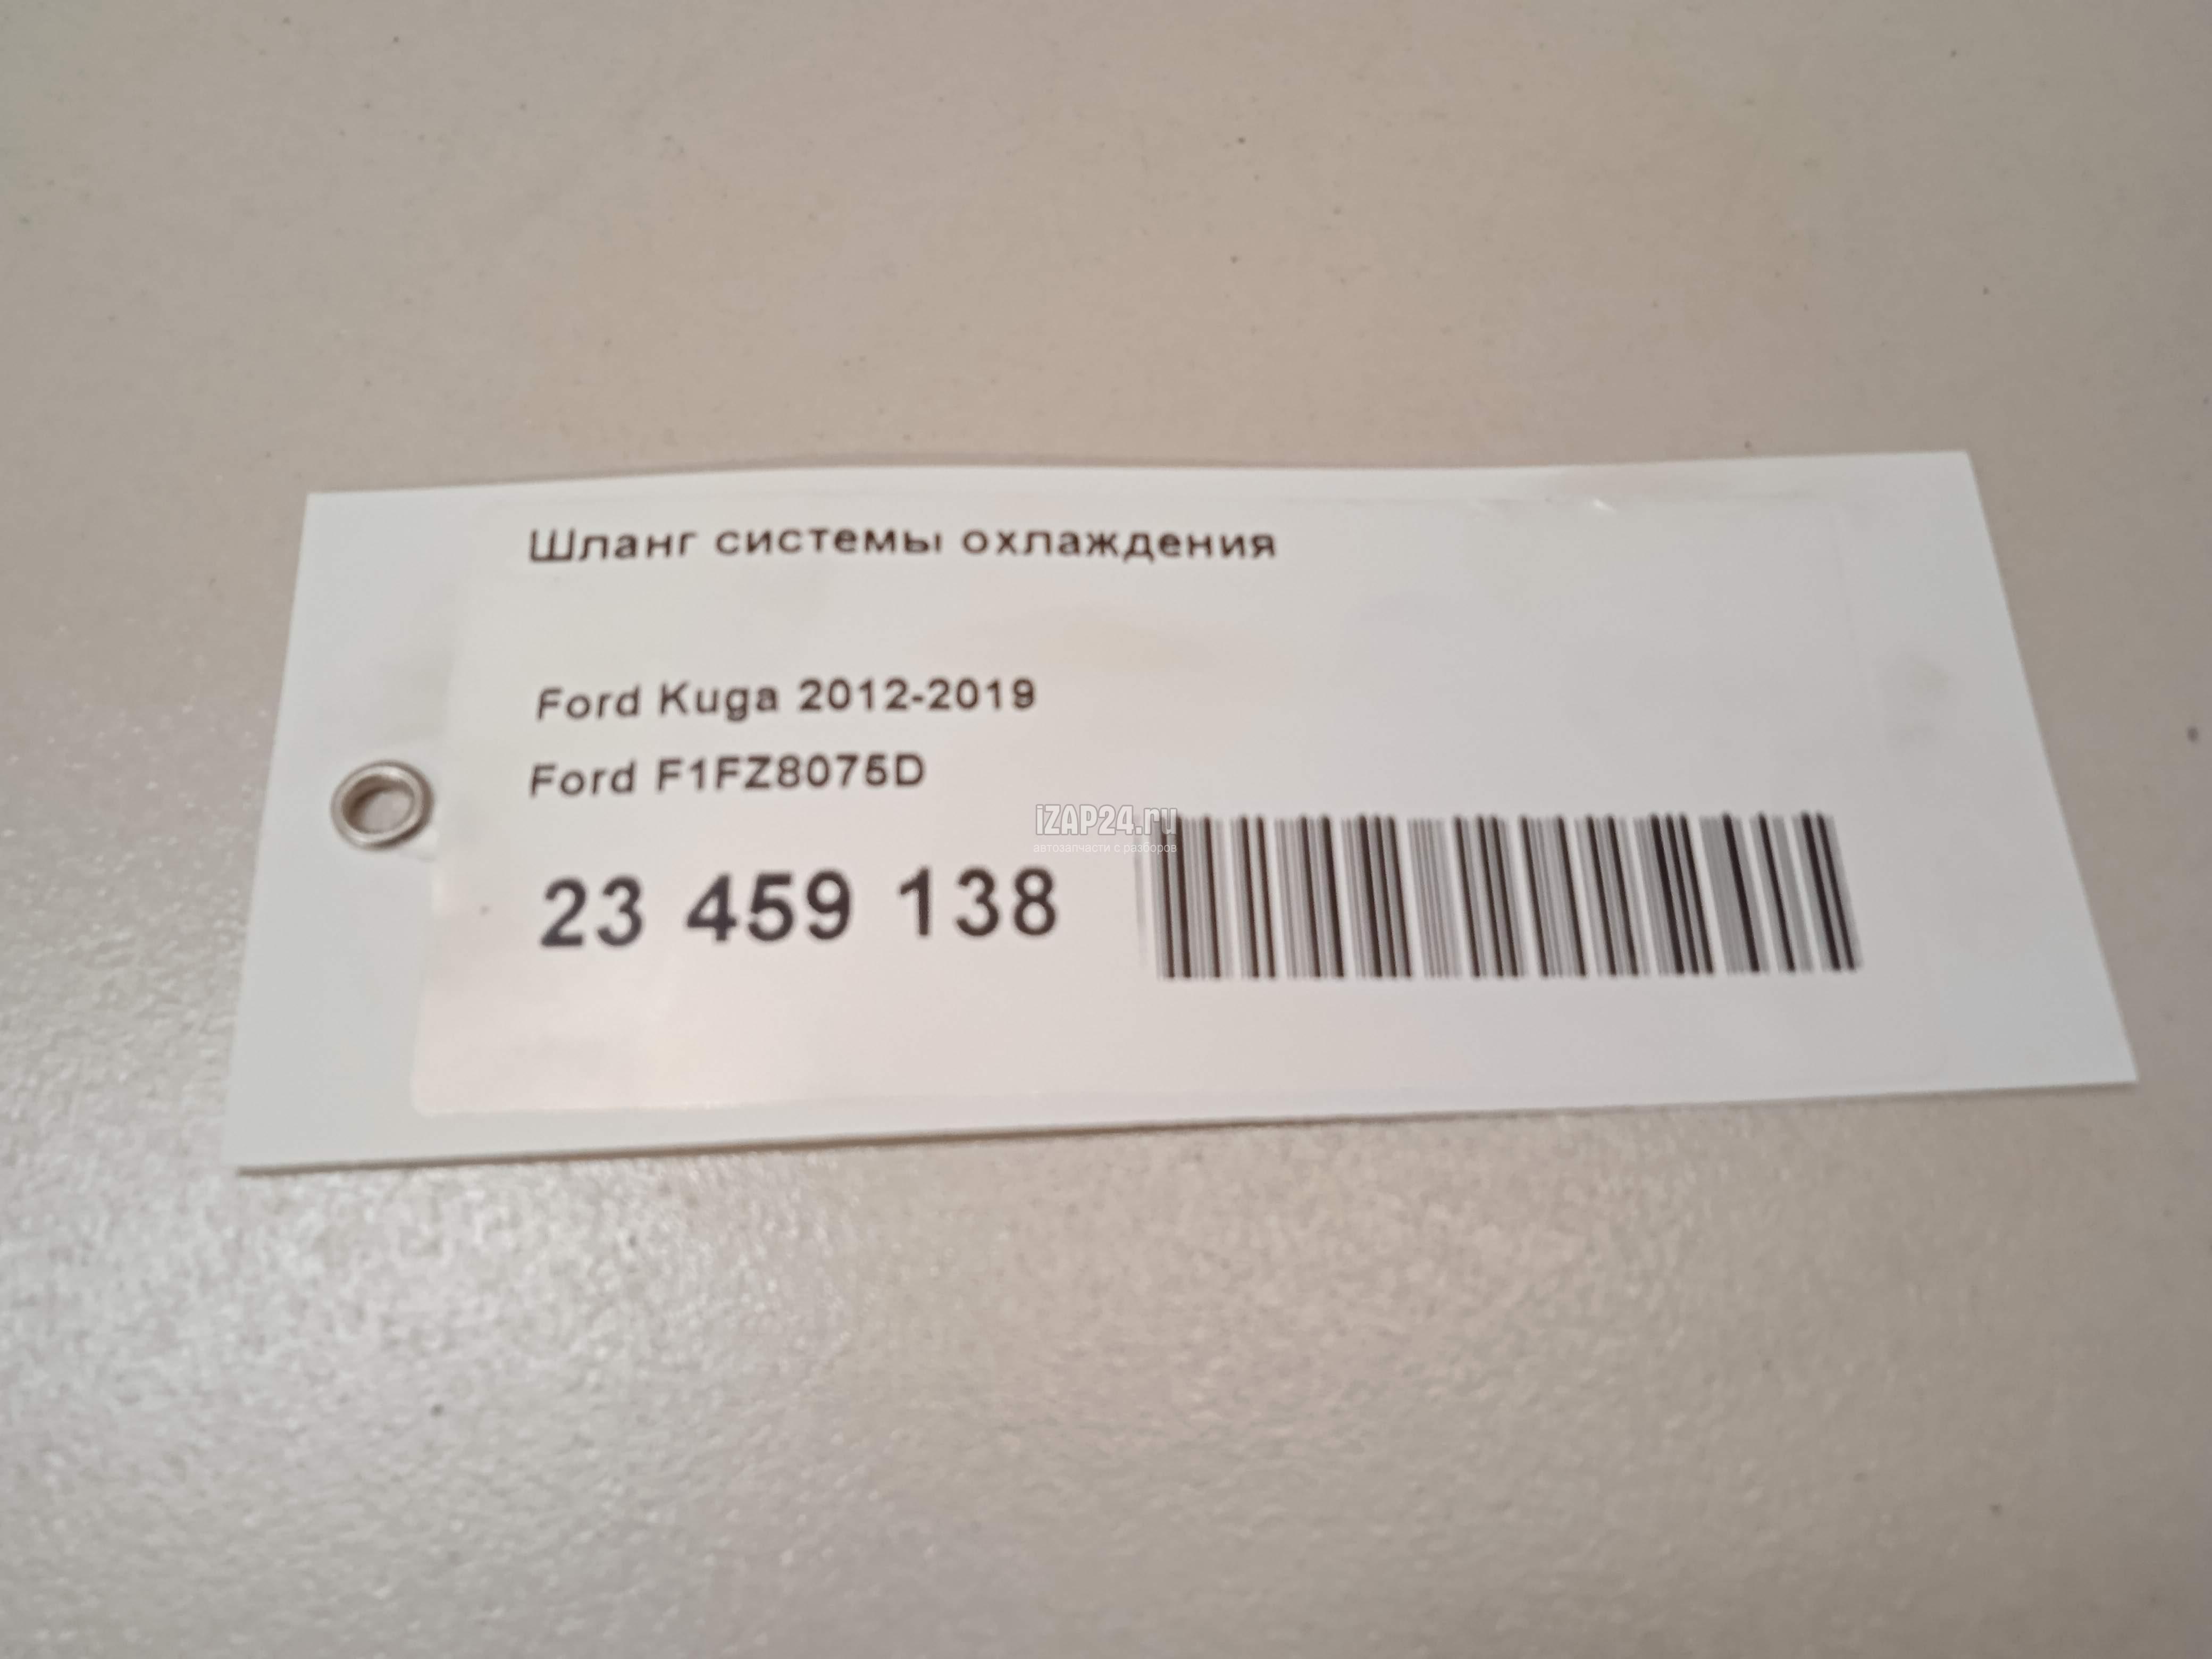 Шланг системы охлаждения
Ford Kuga 2012-2019
Ford F1FZ8075D
iZAP24.ru
автозапчасти с разборов
23 459 138